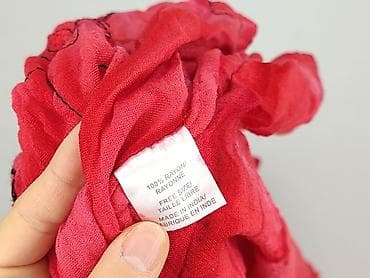 100% RAYON/
RAYONNE
FREE SIZE/
TAILLE LIBRE
MADE IN INDIA/
FABRIQUE EN INDE